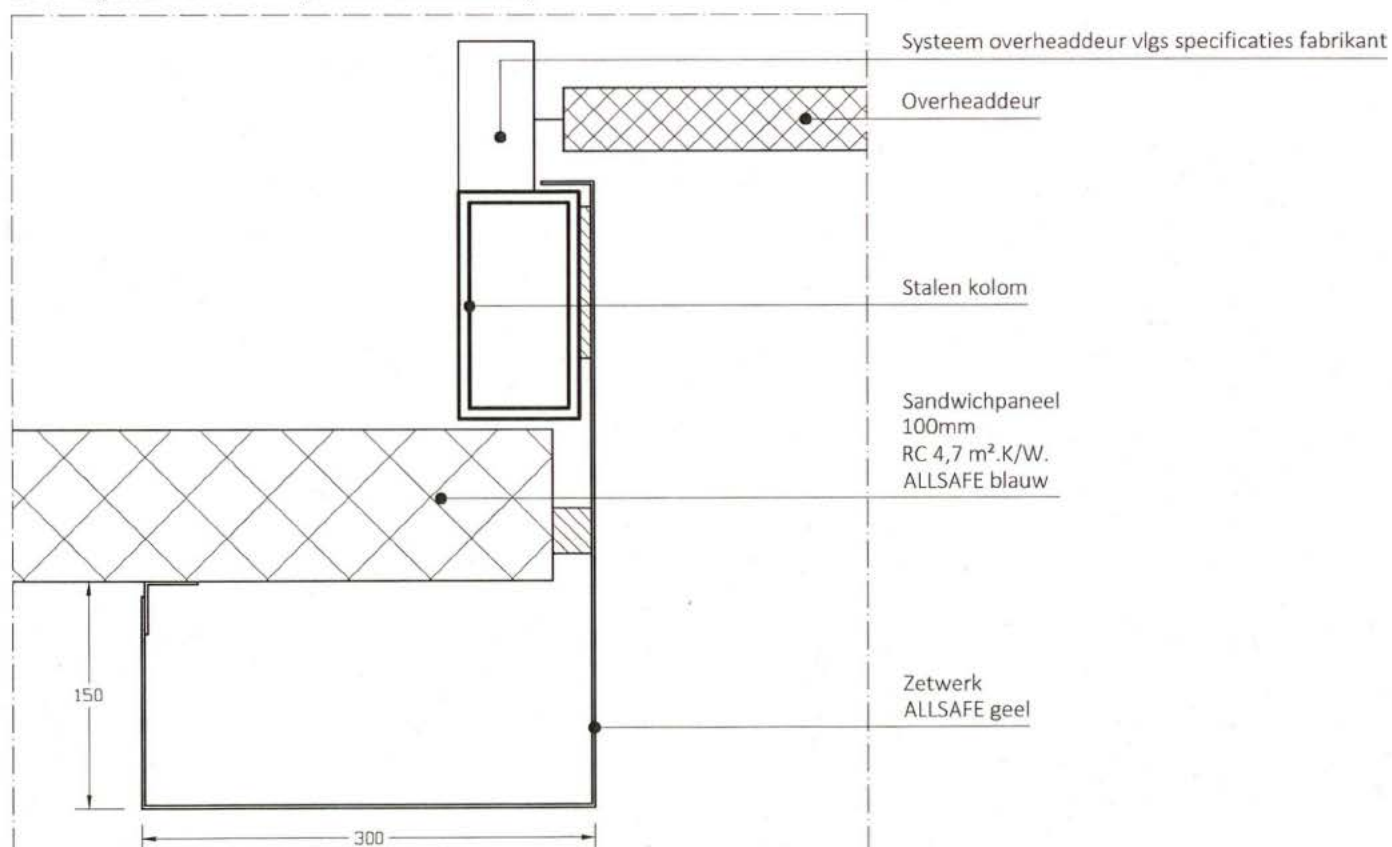 Systeem overheaddeur vlgs specificaties fabrikant
Overheaddeur
Stalen kolom
Sandwichpaneel
100mm
RC 4,7 m².K/W.
ALLSAFE blauw
Zetwerk
ALLSAFE geel
150
300